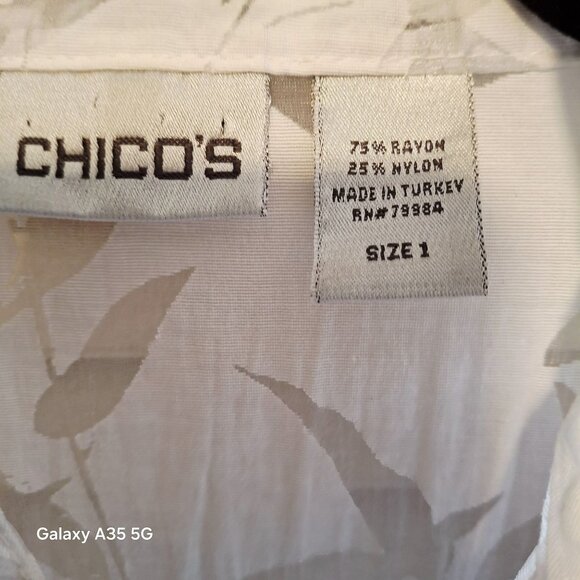 CHICO'S
75% RAYON
25% NYLON
MADE IN TURKEY
RN# 79984
SIZE 1
Galaxy A35 5G